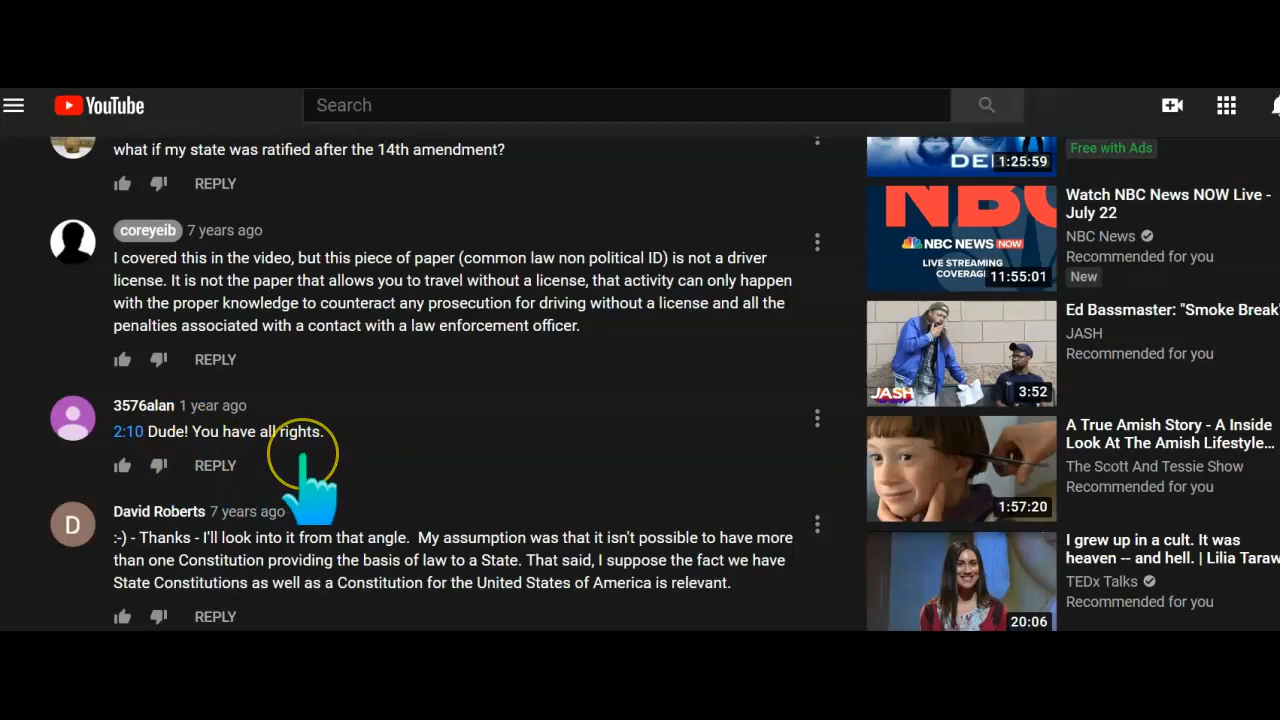 YouTube
Search
what if my state was ratified after the 14th amendment?
REPLY
coreyeib 7 years ago
I covered this in the video, but this piece of paper (common law non political ID) is not a driver
license. It is not the paper that allows you to travel without a license, that activity can only happen
with the proper knowledge to counteract any prosecution for driving without a license and all the
penalties associated with a contact with a law enforcement officer.
REPLY
3576alan 1 year ago
2:10 Dude! You have all rights.
REPLY
D
David Roberts 7 years ago
:-) - Thanks - I'll look into it from that angle.  My assumption was that it isn't possible to have more
than one Constitution providing the basis of law to a State. That said, I suppose the fact we have
State Constitutions as well as a Constitution for the United States of America is relevant.
REPLY
DE
1:25:59
Free with Ads
NBC
NBC NEWS NOW
LIVE STREAMING
11:55:01
Watch NBC News NOW Live -
July 22
NBC News
Recommended for you
New
JASH
3:52
Ed Bassmaster: "Smoke Break"
JASH
Recommended for you
1:57:20
A True Amish Story - A Inside
Look At The Amish Lifestyle...
The Scott And Tessie Show
Recommended for you
20:06
I grew up in a cult. It was
heaven -- and hell. | Lilia Taraw
TEDx Talks
Recommended for you